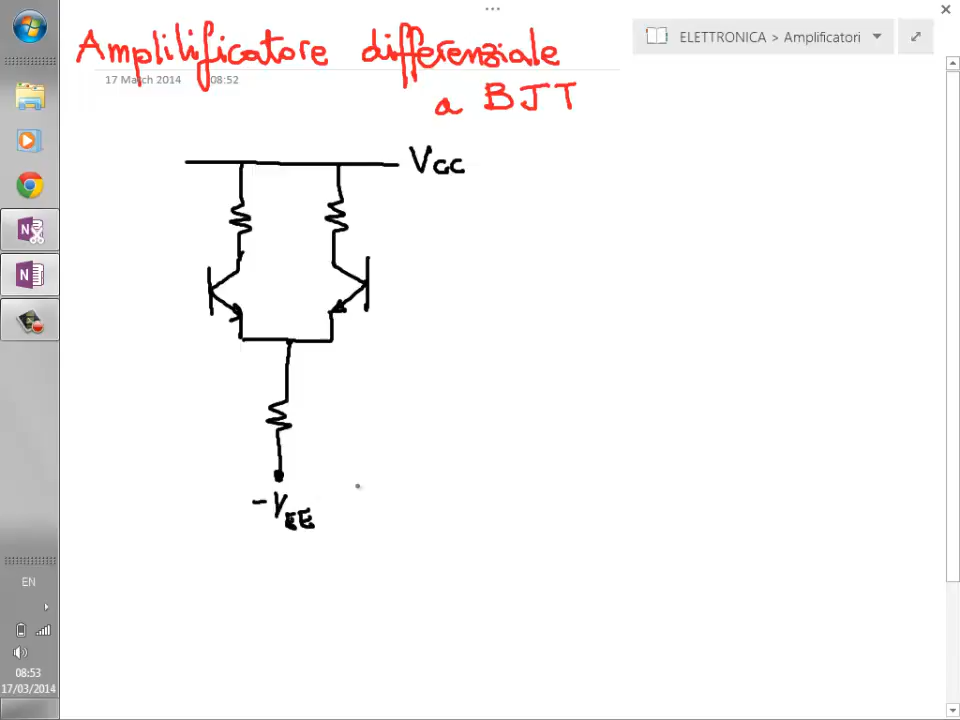 Amplilificatore differenziale
a BJT
17 March 2014 08:52
ELETTRONICA > Amplificatori
VCC
-VEE
EN
08:53
17/03/2014